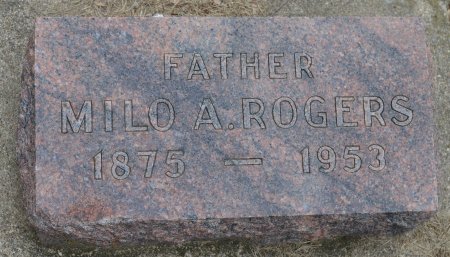 FATHER
MILO A. ROGERS
1875 — 1953